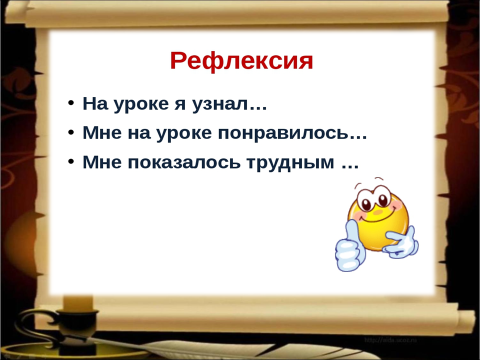 Рефлексия
• На уроке я узнал…
• Мне на уроке понравилось…
• Мне показалось трудным …